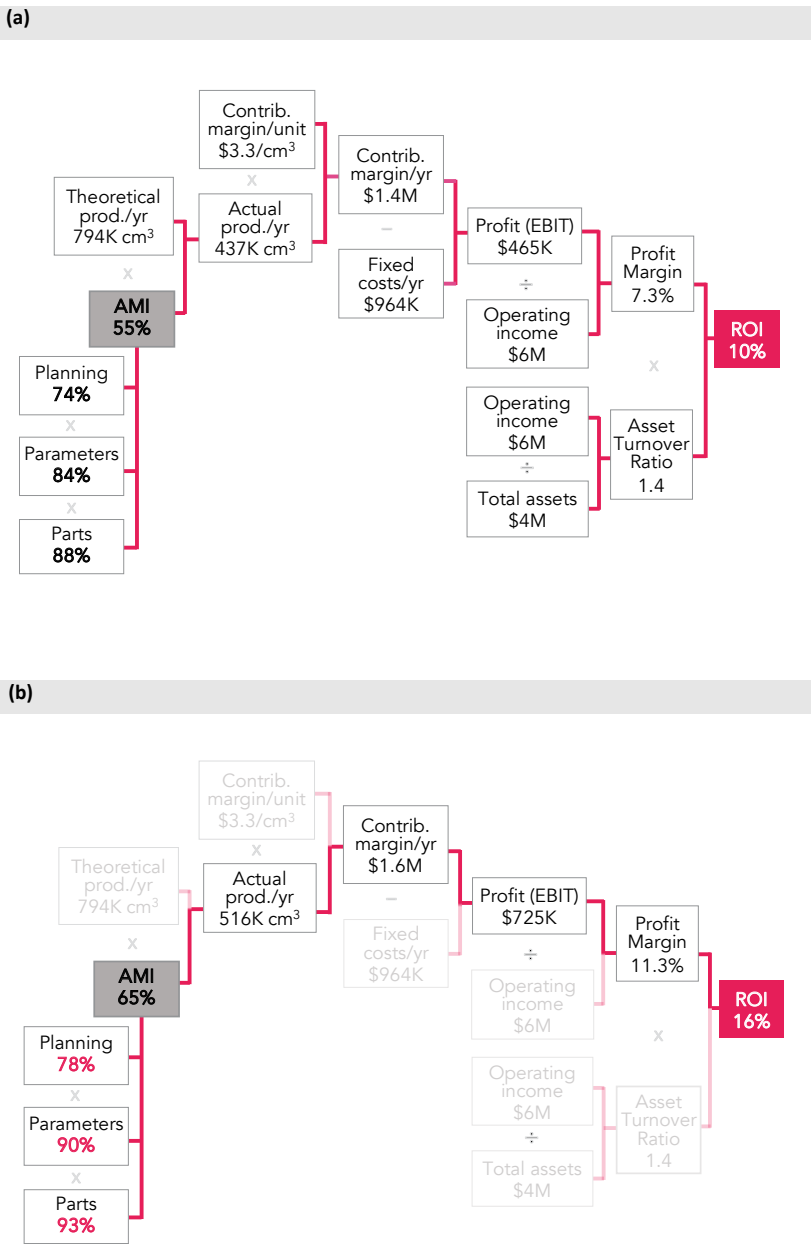 (a)
Contrib.
margin/unit
$3.3/cm³
x
Contrib.
margin/yr
$1.4M
Theoretical
prod./yr
794K cm³
Actual
prod./yr
437K cm³
–
Profit (EBIT)
$465K
x
Fixed
costs/yr
$964K
÷
Profit
Margin
7.3%
AMI
55%
Operating
income
$6M
ROI
10%
Planning
74%
x
x
Operating
income
$6M
Parameters
84%
÷
Asset
Turnover
Ratio
1.4
x
Total assets
$4M
Parts
88%
(b)
Contrib.
margin/unit
$3.3/cm³
x
Contrib.
margin/yr
$1.6M
Theoretical
prod./yr
794K cm³
Actual
prod./yr
516K cm³
–
Profit (EBIT)
$725K
x
Fixed
costs/yr
$964K
÷
Profit
Margin
11.3%
AMI
65%
Operating
income
$6M
ROI
16%
Planning
78%
x
x
Operating
income
$6M
Parameters
90%
÷
Asset
Turnover
Ratio
1.4
x
Total assets
$4M
Parts
93%